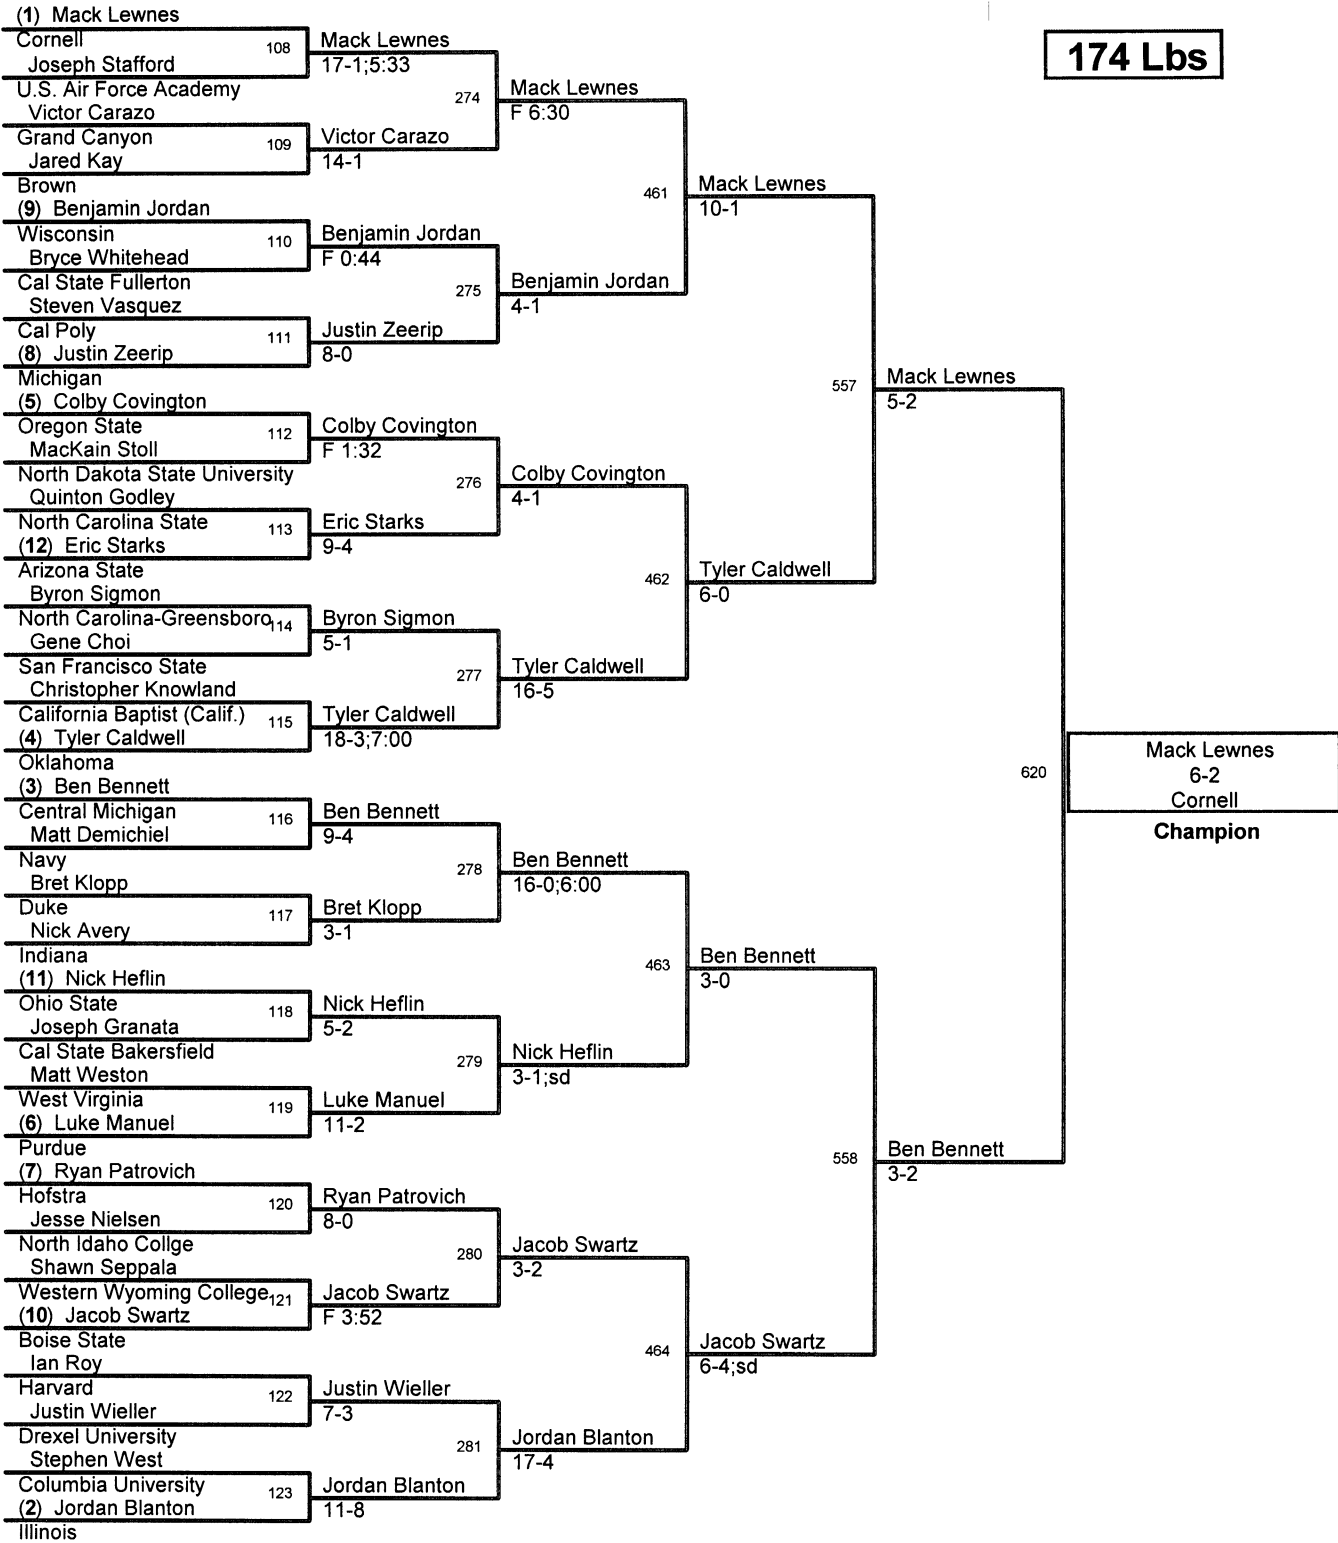 174 Lbs
(1) Mack Lewnes
Cornell
Joseph Stafford
U.S. Air Force Academy
Victor Carazo
Grand Canyon
Jared Kay
Brown
(9) Benjamin Jordan
Wisconsin
Bryce Whitehead
Cal State Fullerton
Steven Vasquez
Cal Poly
(8) Justin Zeerip
Michigan
(5) Colby Covington
Oregon State
MacKain Stoll
North Dakota State University
Quinton Godley
North Carolina State
(12) Eric Starks
Arizona State
Byron Sigmon
North Carolina-Greensboro
Gene Choi
San Francisco State
Christopher Knowland
California Baptist (Calif.)
(4) Tyler Caldwell
Oklahoma
(3) Ben Bennett
Central Michigan
Matt Demichiel
Navy
Bret Klopp
Duke
Nick Avery
Indiana
(11) Nick Heflin
Ohio State
Joseph Granata
Cal State Bakersfield
Matt Weston
West Virginia
(6) Luke Manuel
Purdue
(7) Ryan Patrovich
Hofstra
Jesse Nielsen
North Idaho Collge
Shawn Seppala
Western Wyoming College
(10) Jacob Swartz
Boise State
Ian Roy
Harvard
Justin Wieller
Drexel University
Stephen West
Columbia University
(2) Jordan Blanton
Illinois
108
109
110
111
112
113
114
115
116
117
118
119
120
121
122
123
Mack Lewnes
17-1;5:33
Victor Carazo
14-1
Benjamin Jordan
F 0:44
Justin Zeerip
8-0
Colby Covington
F 1:32
Eric Starks
9-4
Byron Sigmon
5-1
Tyler Caldwell
18-3;7:00
Ben Bennett
9-4
Bret Klopp
3-1
Nick Heflin
5-2
Luke Manuel
11-2
Ryan Patrovich
8-0
Jacob Swartz
F 3:52
Justin Wieller
7-3
Jordan Blanton
11-8
274
275
276
277
278
279
280
281
Mack Lewnes
F 6:30
Benjamin Jordan
4-1
Colby Covington
4-1
Tyler Caldwell
16-5
Ben Bennett
16-0;6:00
Nick Heflin
3-1;sd
Jacob Swartz
3-2
Jordan Blanton
17-4
461
462
463
464
Mack Lewnes
10-1
Tyler Caldwell
6-0
Ben Bennett
3-0
Jacob Swartz
6-4;sd
557
558
Mack Lewnes
5-2
Ben Bennett
3-2
620
Mack Lewnes
6-2
Cornell
Champion